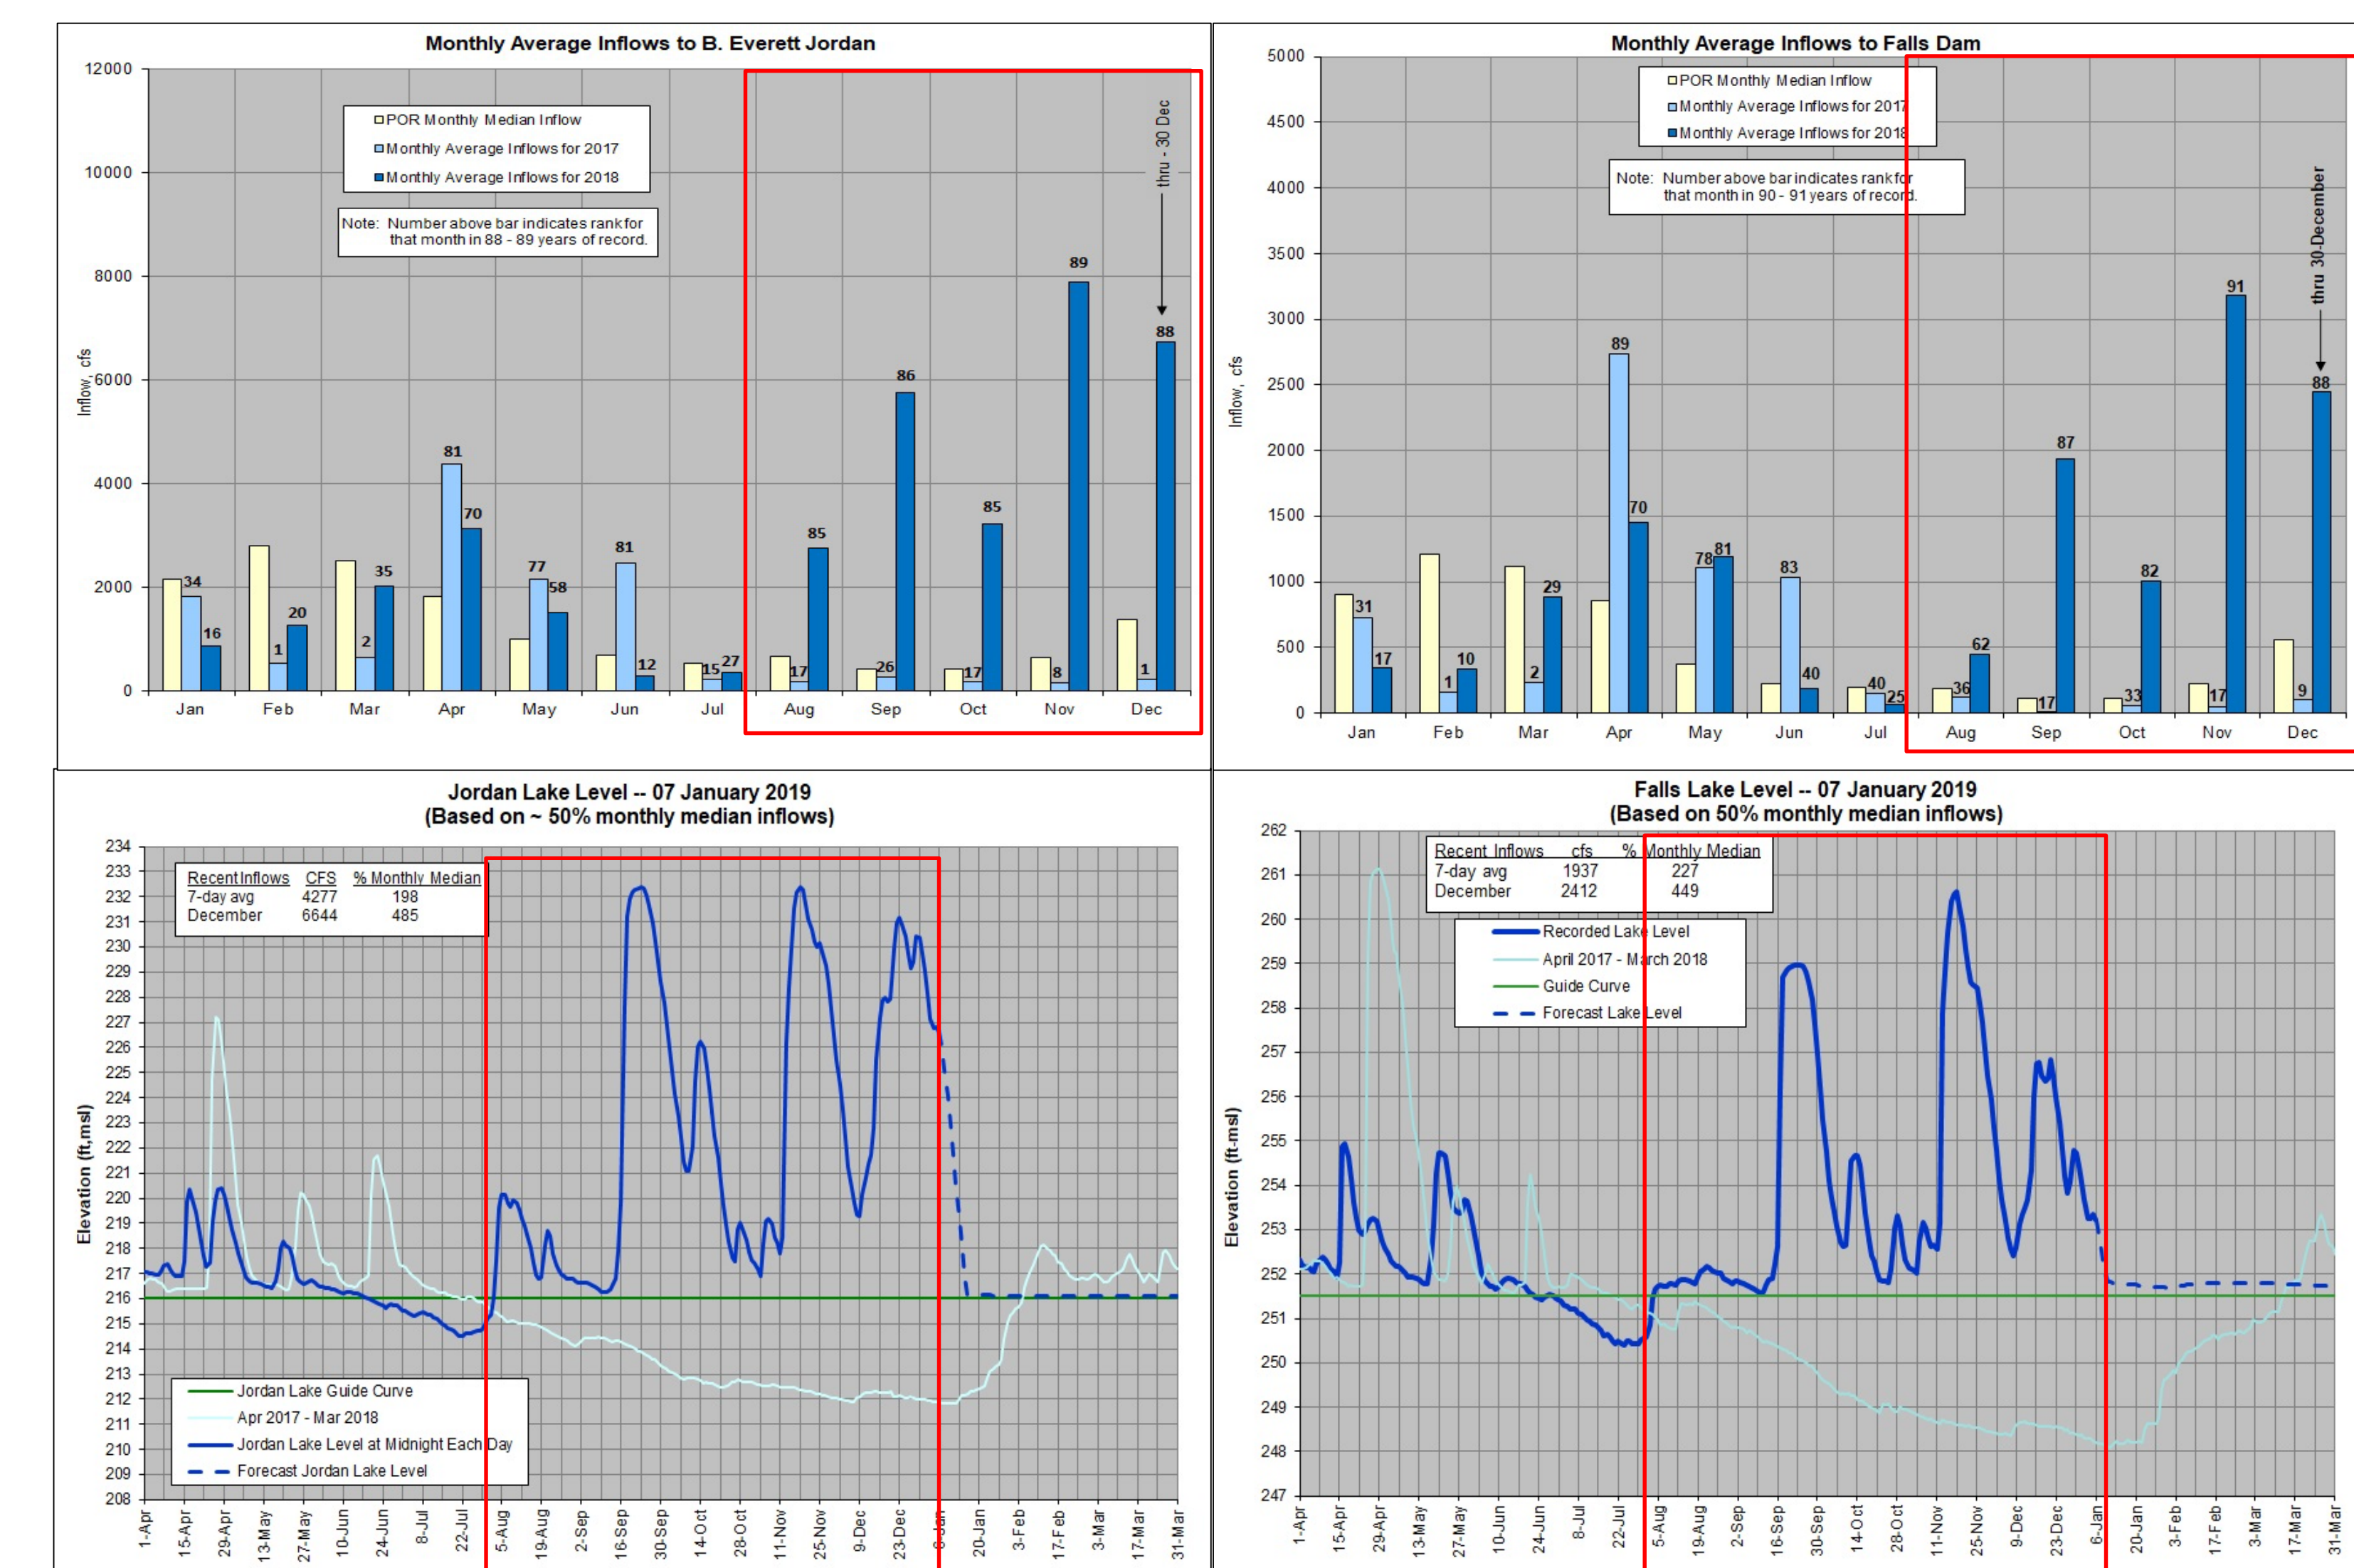 Monthly Average Inflows to B. Everett Jordan
12000
10000
8000
6000
4000
2000
0
Inflow, cfs
POR Monthly Median Inflow
Monthly Average Inflows for 2017
Monthly Average Inflows for 2018
Note: Number above bar indicates rank for
that month in 88 - 89 years of record.
thru - 30 Dec
34
16
1
20
2
35
81
70
77
58
81
12
15
27
17
85
26
86
17
85
8
89
1
88
Jan Feb Mar Apr May Jun Jul Aug Sep Oct Nov Dec
Monthly Average Inflows to Falls Dam
5000
4500
4000
3500
3000
2500
2000
1500
1000
500
0
Inflow, cfs
POR Monthly Median Inflow
Monthly Average Inflows for 2017
Monthly Average Inflows for 2018
Note: Number above bar indicates rank for
that month in 90 - 91 years of record.
thru 30-December
31
17
1
10
2
29
89
70
78
81
83
40
40
25
36
62
17
87
33
82
17
91
9
88
Jan Feb Mar Apr May Jun Jul Aug Sep Oct Nov Dec
Jordan Lake Level -- 07 January 2019
(Based on ~ 50% monthly median inflows)
234
233
232
231
230
229
228
227
226
225
224
223
222
221
220
219
218
217
216
215
214
213
212
211
210
209
208
Elevation (ft,msl)
Recent Inflows CFS % Monthly Median
7-day avg 4277 198
December 6644 485
Jordan Lake Guide Curve
Apr 2017 - Mar 2018
Jordan Lake Level at Midnight Each Day
Forecast Jordan Lake Level
1-Apr 15-Apr 29-Apr 13-May 27-May 10-Jun 24-Jun 8-Jul 22-Jul 5-Aug 19-Aug 2-Sep 16-Sep 30-Sep 14-Oct 28-Oct 11-Nov 25-Nov 9-Dec 23-Dec 6-Jan 20-Jan 3-Feb 17-Feb 3-Mar 17-Mar 31-Mar
Falls Lake Level -- 07 January 2019
(Based on 50% monthly median inflows)
262
261
260
259
258
257
256
255
254
253
252
251
250
249
248
247
Elevation (ft-msl)
Recent Inflows cfs % Monthly Median
7-day avg 1937 227
December 2412 449
Recorded Lake Level
April 2017 - March 2018
Guide Curve
Forecast Lake Level
1-Apr 15-Apr 29-Apr 13-May 27-May 10-Jun 24-Jun 8-Jul 22-Jul 5-Aug 19-Aug 2-Sep 16-Sep 30-Sep 14-Oct 28-Oct 11-Nov 25-Nov 9-Dec 23-Dec 6-Jan 20-Jan 3-Feb 17-Feb 3-Mar 17-Mar 31-Mar